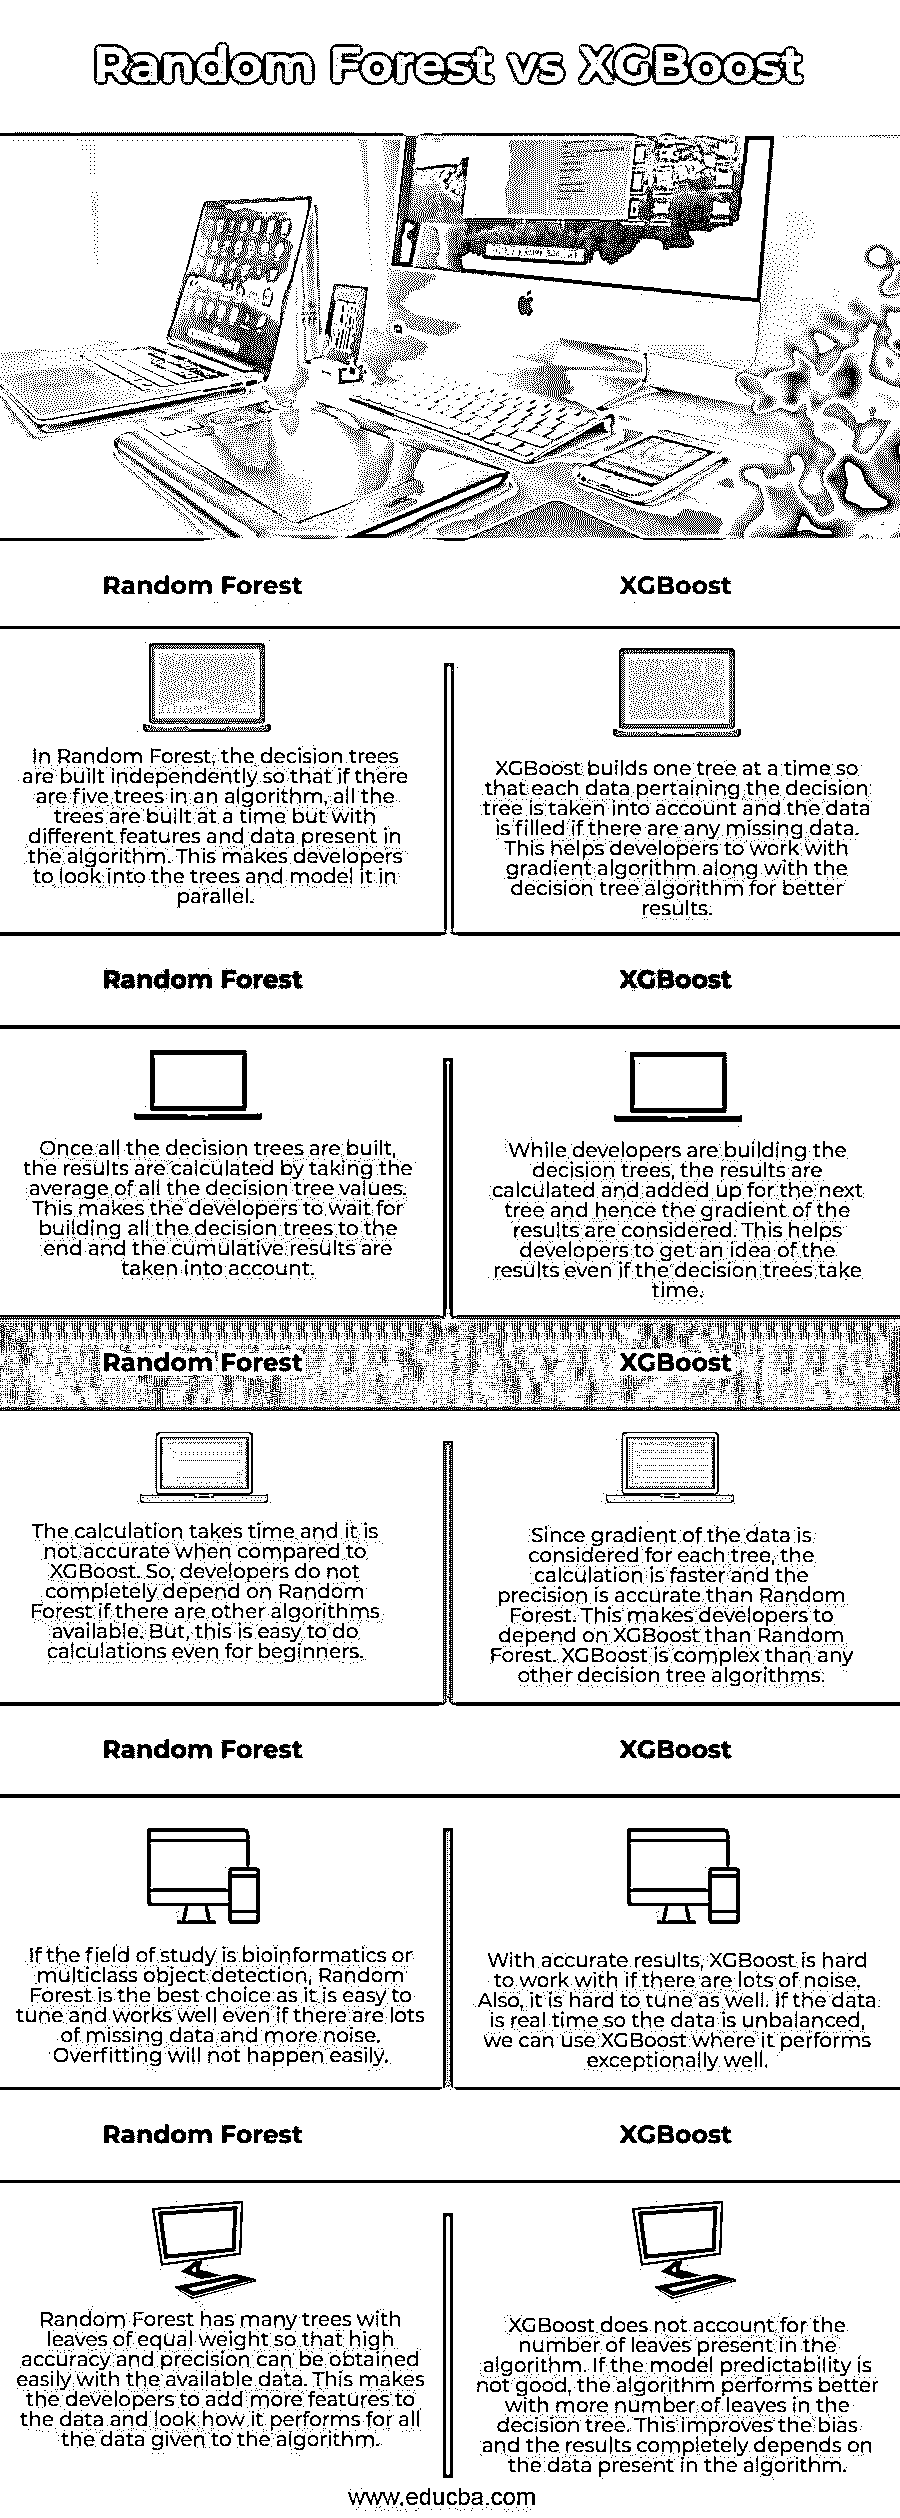 Random Forest vs XGBoost
Random Forest
XGBoost
In Random Forest, the decision trees
are built independently so that if there
are five trees in an algorithm, all the
trees are built at a time but with
different features and data present in
the algorithm. This makes developers
to look into the trees and model it in
parallel.
XGBoost builds one tree at a time so
that each data pertaining the decision
tree is taken into account and the data
is filled if there are any missing data.
This helps developers to work with
gradient algorithm along with the
decision tree algorithm for better
results.
Random Forest
XGBoost
Once all the decision trees are built,
the results are calculated by taking the
average of all the decision tree values.
This makes the developers to wait for
building all the decision trees to the
end and the cumulative results are
taken into account.
While developers are building the
decision trees, the results are
calculated and added up for the next
tree and hence the gradient of the
results are considered. This helps
developers to get an idea of the
results even if the decision trees take
time.
Random Forest
XGBoost
The calculation takes time and it is
not accurate when compared to
XGBoost. So, developers do not
completely depend on Random
Forest if there are other algorithms
available. But, this is easy to do
calculations even for beginners.
Since gradient of the data is
considered for each tree, the
calculation is faster and the
precision is accurate than Random
Forest. This makes developers to
depend on XGBoost than Random
Forest. XGBoost is complex than any
other decision tree algorithms.
Random Forest
XGBoost
If the field of study is bioinformatics or
multiclass object detection, Random
Forest is the best choice as it is easy to
tune and works well even if there are lots
of missing data and more noise.
Overfitting will not happen easily.
With accurate results, XGBoost is hard
to work with if there are lots of noise.
Also, it is hard to tune as well. If the data
is real time so the data is unbalanced,
we can use XGBoost where it performs
exceptionally well.
Random Forest
XGBoost
Random Forest has many trees with
leaves of equal weight so that high
accuracy and precision can be obtained
easily with the available data. This makes
the developers to add more features to
the data and look how it performs for all
the data given to the algorithm.
XGBoost does not account for the
number of leaves present in the
algorithm. If the model predictability is
not good, the algorithm performs better
with more number of leaves in the
decision tree. This improves the bias
and the results completely depends on
the data present in the algorithm.
www.educba.com